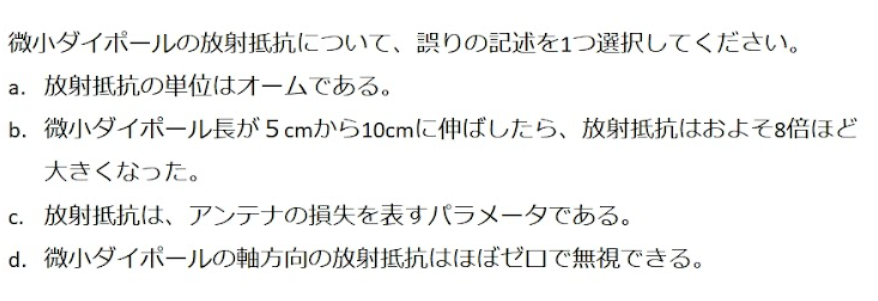 微小ダイポールの放射抵抗について、誤りの記述を1つ選択してください。
a. 放射抵抗の単位はオームである。
b. 微小ダイポール長が５cmから10cmに伸ばしたら、放射抵抗はおよそ8倍ほど
大きくなった。
c. 放射抵抗は、アンテナの損失を表すパラメータである。
d. 微小ダイポールの軸方向の放射抵抗はほぼゼロで無視できる。